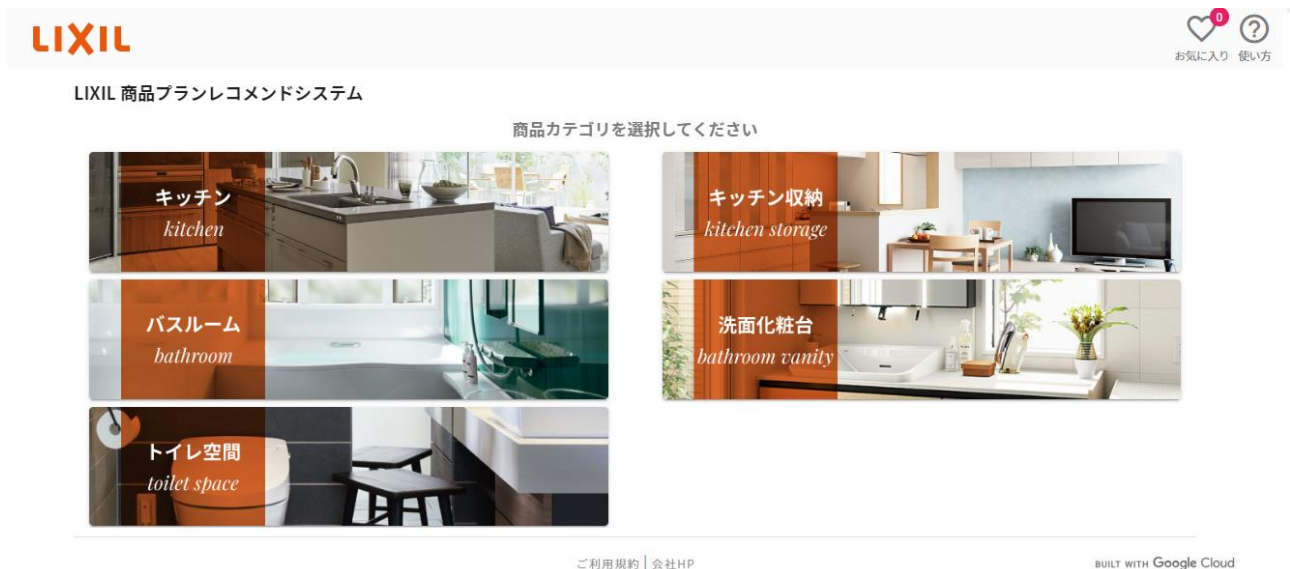 LIXIL
0
お気に入り 使い方
LIXIL 商品プランレコメンドシステム
商品カテゴリを選択してください
キッチン
kitchen
キッチン収納
kitchen storage
バスルーム
bathroom
洗面化粧台
bathroom vanity
トイレ空間
toilet space
ご利用規約 | 会社HP
BUILT WITH Google Cloud